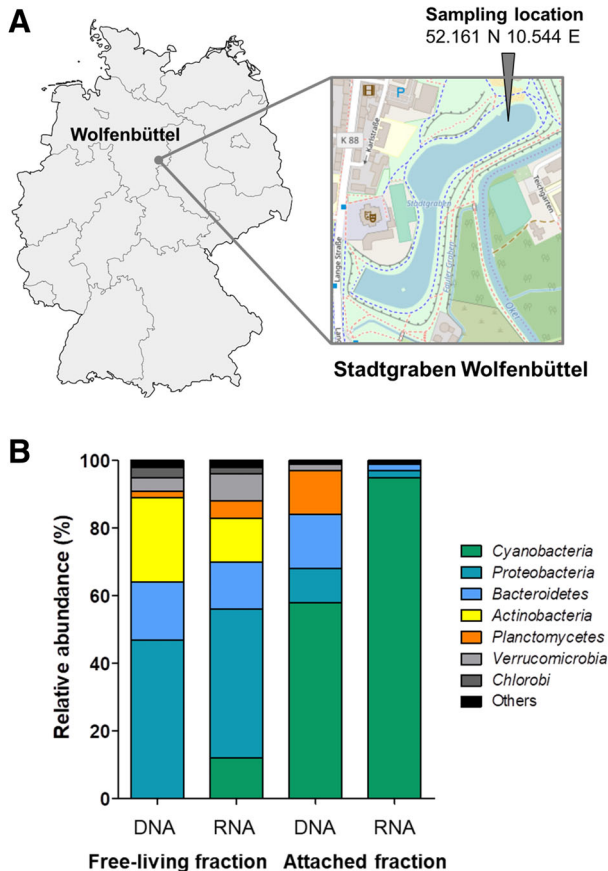 A
Sampling location
52.161 N 10.544 E
Wolfenbüttel
P
K 88
Karlstraße
Stadtgraben
Lange Straße
Teichgarten
Oker
Stadtgraben Wolfenbüttel
B
Relative abundance (%)
100
80
60
40
20
0
Cyanobacteria
Proteobacteria
Bacteroidetes
Actinobacteria
Planctomycetes
Verrucomicrobia
Chlorobi
Others
DNA RNA DNA RNA
Free-living fraction Attached fraction